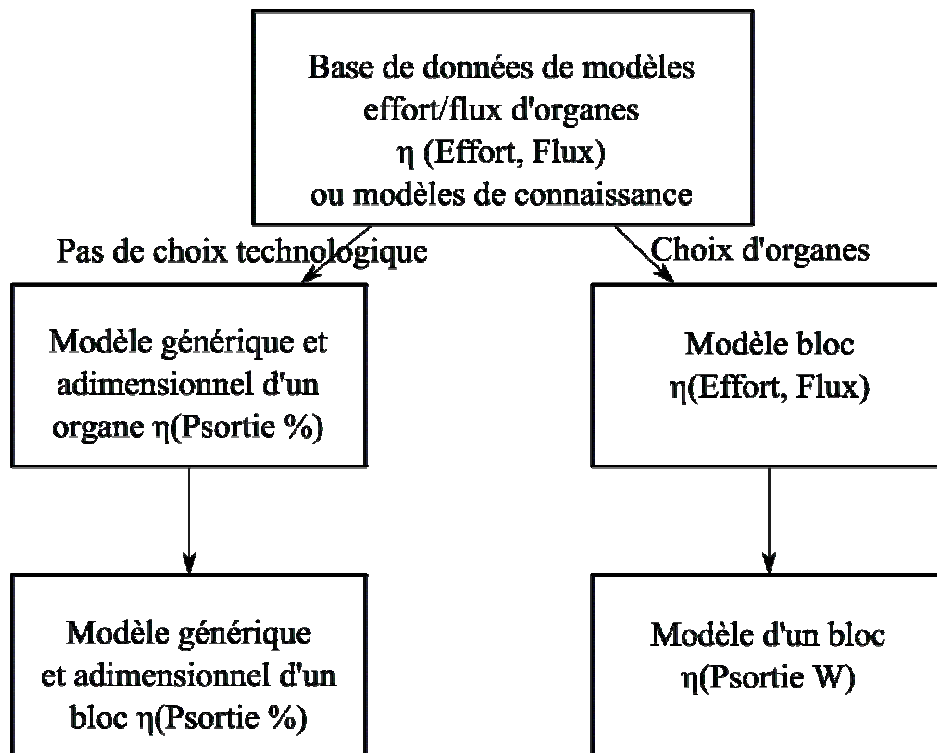 Base de données de modèles
effort/flux d'organes
η (Effort, Flux)
ou modèles de connaissance
Pas de choix technologique
Choix d'organes
Modèle générique et
adimensionnel d'un
organe η(Psortie %)
Modèle bloc
η(Effort, Flux)
Modèle générique
et adimensionnel d'un
bloc η(Psortie %)
Modèle d'un bloc
η(Psortie W)